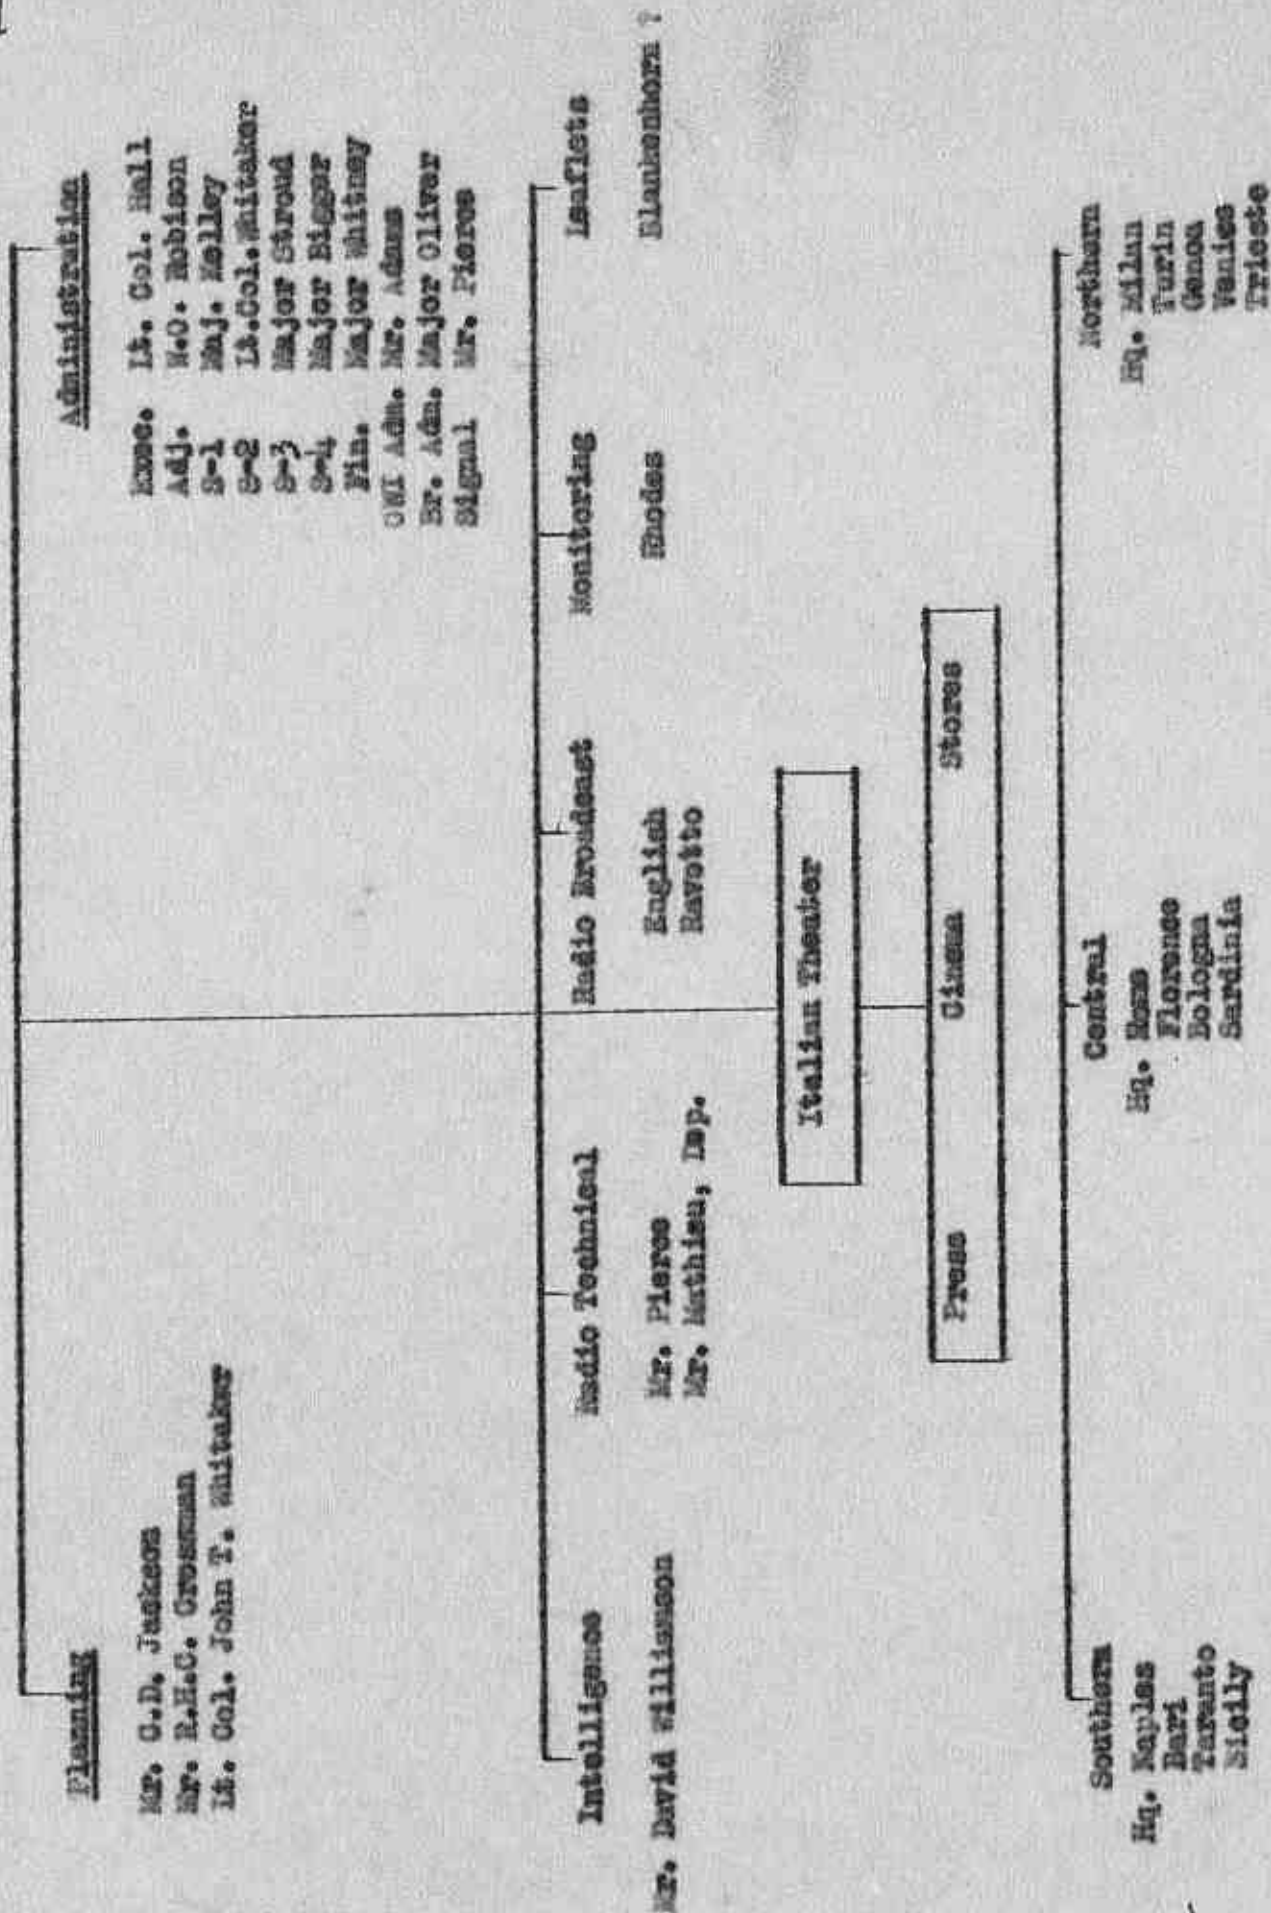 Planning
Mr. C.D. Jackson
Mr. R.H.C. Crossman
Lt. Col. John T. Whitaker
Administration
Exec. Lt. Col. Hall
Adj. W.O. Robison
S-1 Maj. Kelley
S-2 Lt.Col.Whitaker
S-3 Major Stroud
S-4 Major Bigger
Fin. Major Whitney
OWI Adm. Mr. Adams
Br. Adm. Major Oliver
Signal Mr. Pierce
Intelligence
Mr. David Williamson
Radio Technical
Mr. Pierce
Mr. Mathieu, Dep.
Radio Broadcast
English
Ravotto
Monitoring
Rhodes
Leaflets
Blankenhorn ?
Italian Theater
Press Cinema Stores
Southern
Hq. Naples
Bari
Taranto
Sicily
Central
Hq. Rome
Florence
Bologna
Sardinia
Northern
Hq. Milan
Turin
Genoa
Venice
Trieste